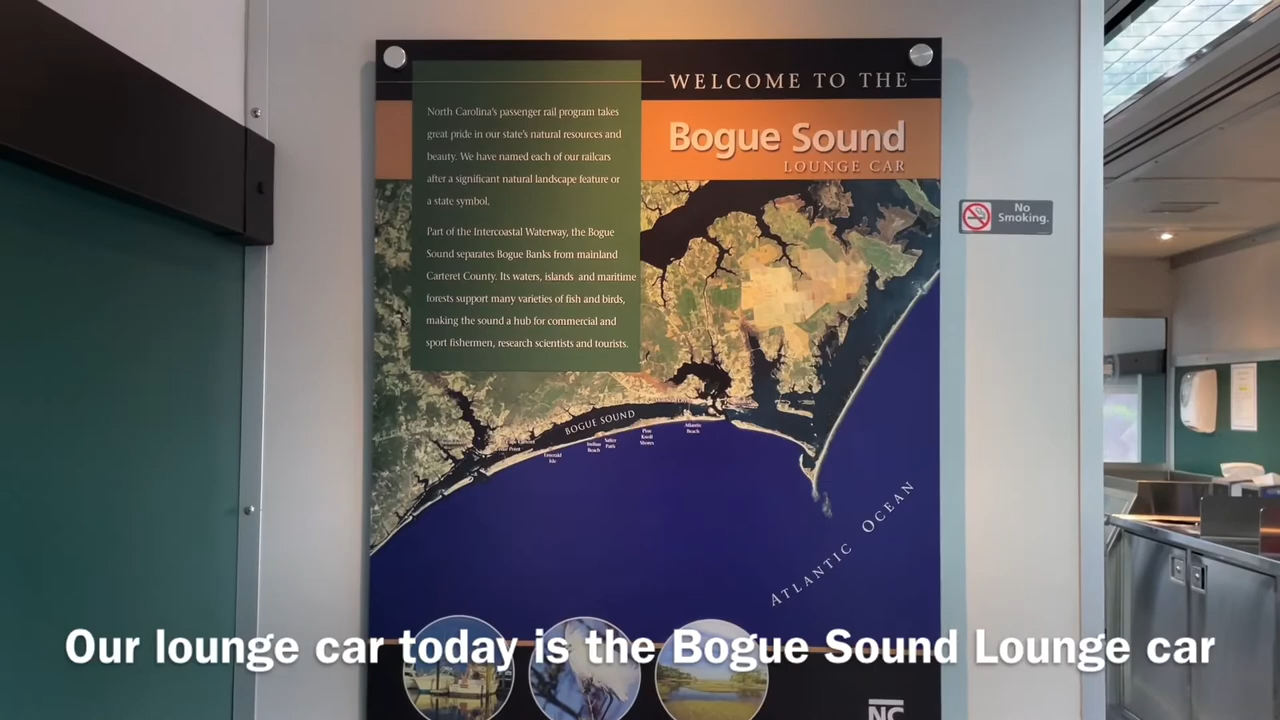 WELCOME TO THE
Bogue Sound
LOUNGE CAR
North Carolina's passenger rail program takes
great pride in our state's natural resources and
beauty. We have named each of our railcars
after a significant natural landscape feature or
a state symbol.
Part of the Intercoastal Waterway, the Bogue
Sound separates Bogue Banks from mainland
Carteret County. Its waters, islands and maritime
forests support many varieties of fish and birds,
making the sound a hub for commercial and
sport fishermen, research scientists and tourists.
No
Smoking.
BOGUE SOUND
Atlantic
Beach
Pine
Knoll
Shores
Salter
Path
Indian
Beach
Emerald
Isle
ATLANTIC OCEAN
Our lounge car today is the Bogue Sound Lounge car
NC